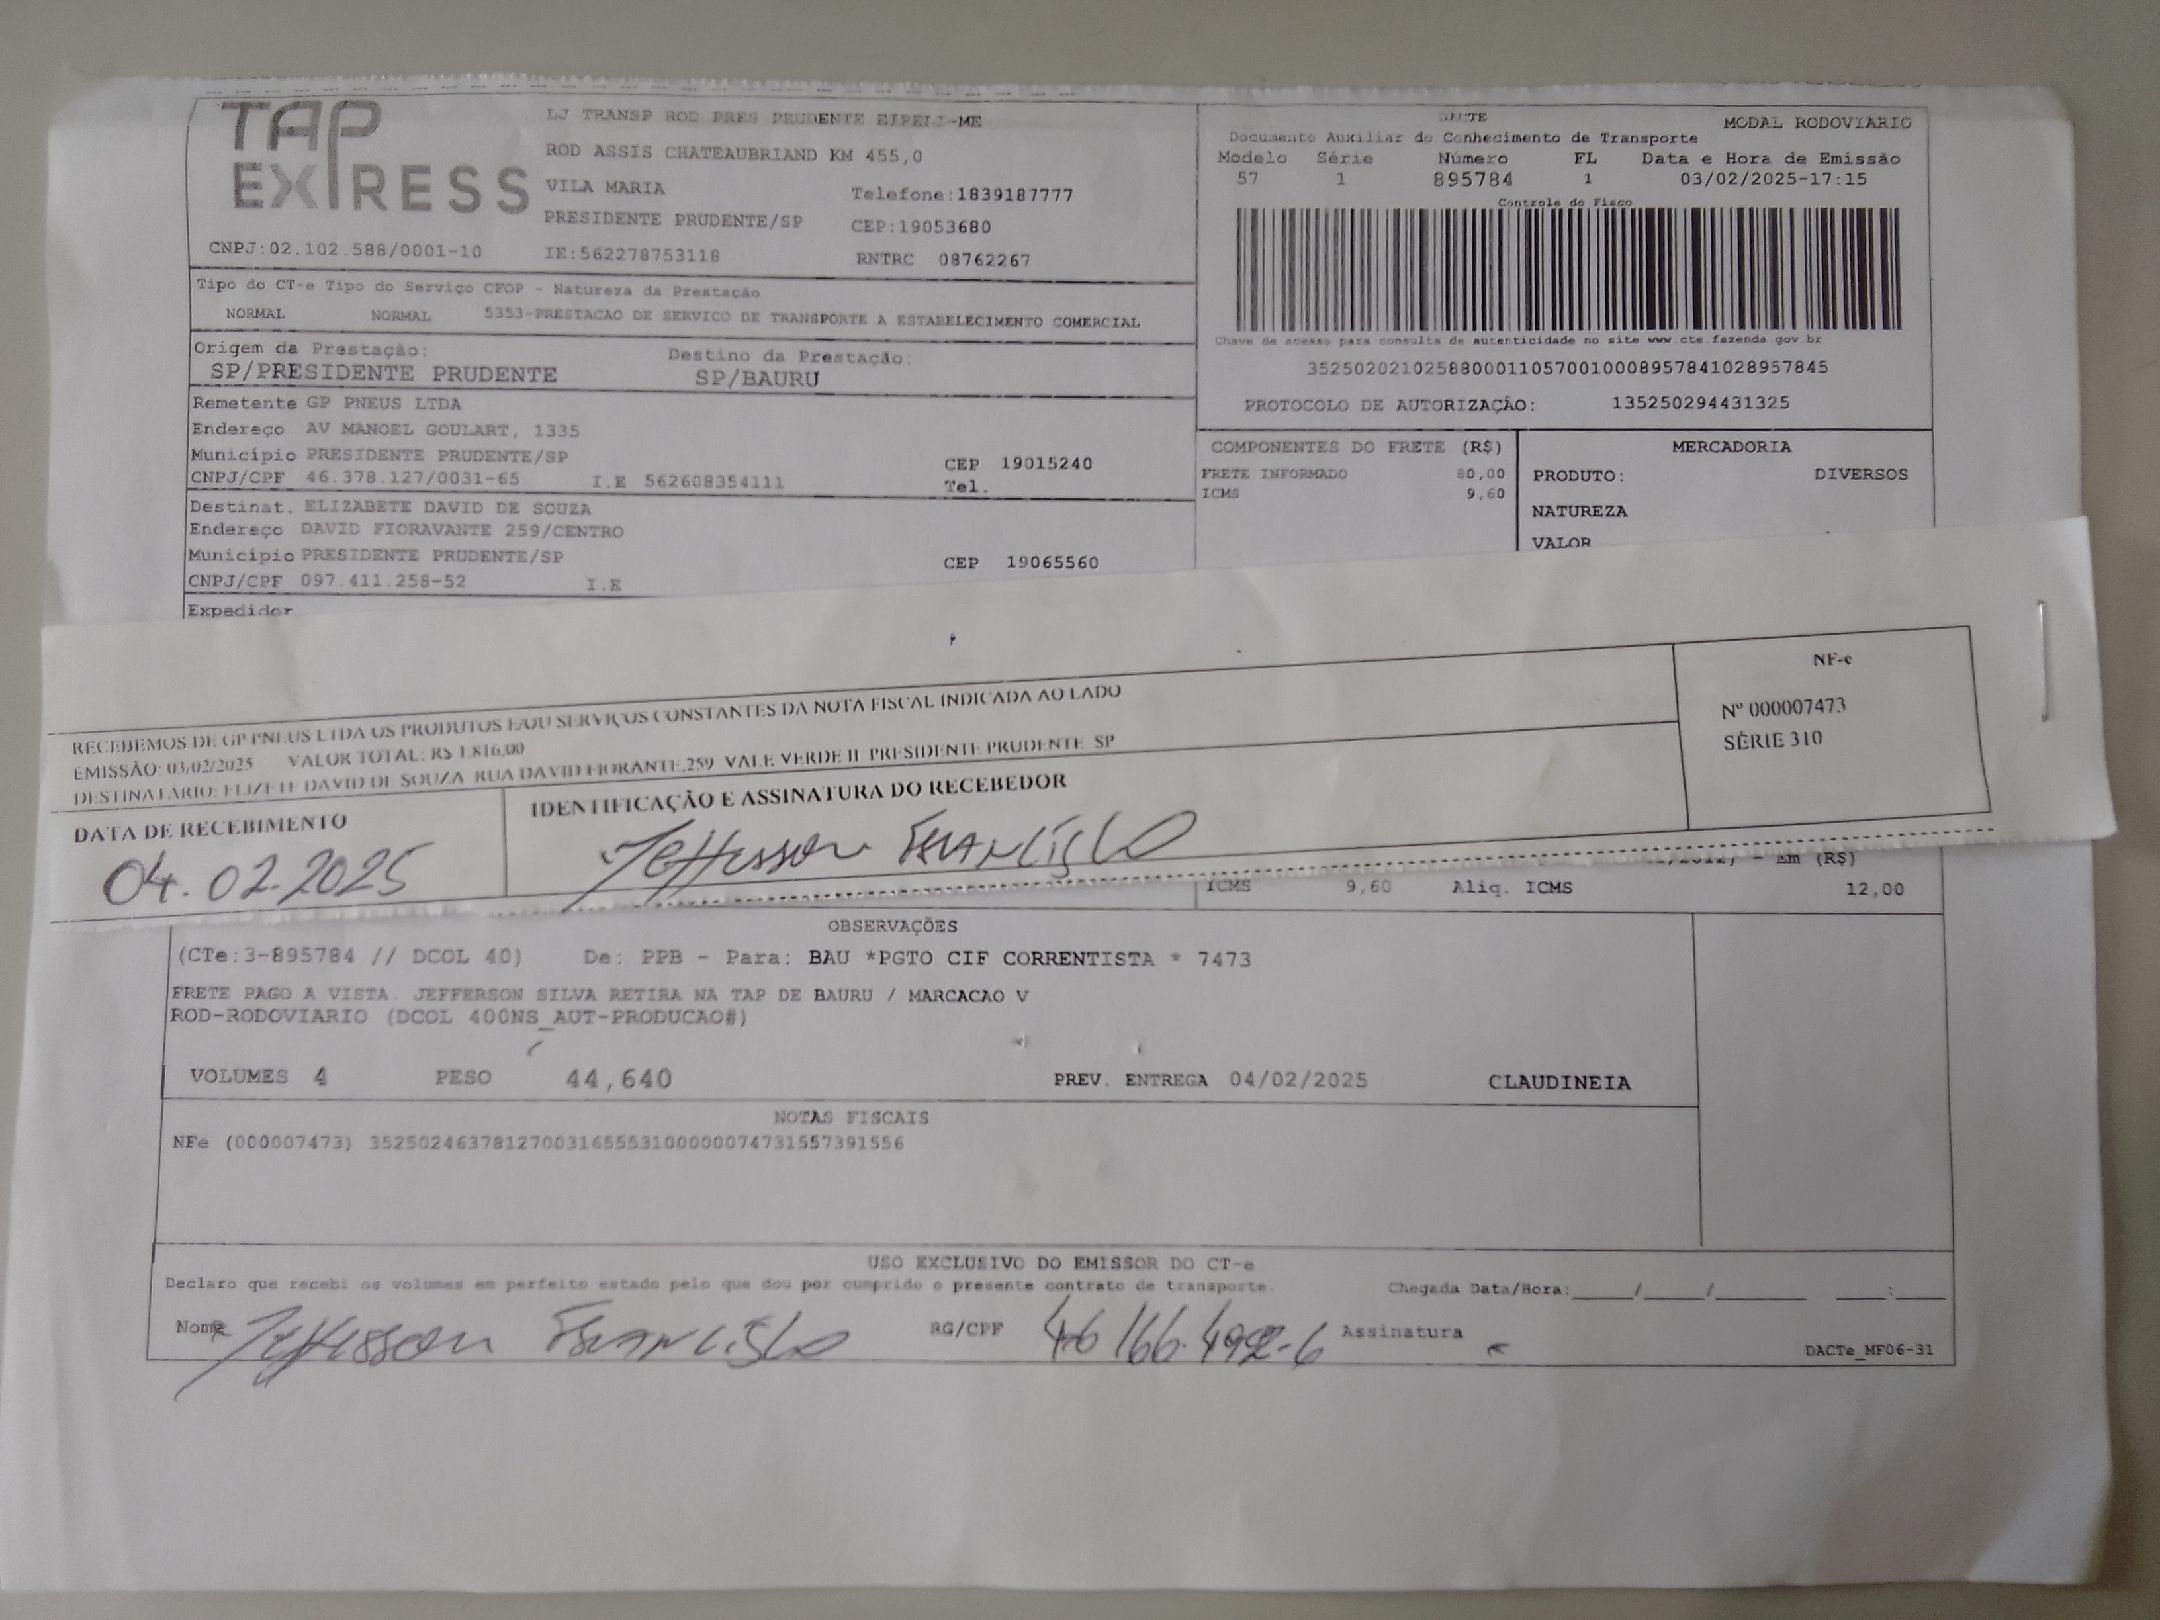 TAP EXPRESS
LJ TRANSP ROD PRES PRUDENTE EIRELI-ME
ROD ASSIS CHATEAUBRIAND KM 455,0
VILA MARIA Telefone:1839187777
PRESIDENTE PRUDENTE/SP CEP:19053680
CNPJ:02.102.588/0001-10 IE:562278753118 RNTRC 08762267
DACTE MODAL RODOVIÁRIO
Documento Auxiliar do Conhecimento de Transporte
Modelo Série Número FL Data e Hora de Emissão
57 1 895784 1 03/02/2025-17:15
Controle do Fisco
Chave de acesso para consulta de autenticidade no site www.cte.fazenda.gov.br
35250202102588000110570010008957841028957845
PROTOCOLO DE AUTORIZAÇÃO: 135250294431325
Tipo do CT-e Tipo do Serviço CFOP - Natureza da Prestação
NORMAL NORMAL 5353-PRESTACAO DE SERVICO DE TRANSPORTE A ESTABELECIMENTO COMERCIAL
Origem da Prestação: Destino da Prestação:
SP/PRESIDENTE PRUDENTE SP/BAURU
Remetente GP PNEUS LTDA
Endereço AV MANOEL GOULART, 1335
Município PRESIDENTE PRUDENTE/SP CEP 19015240
CNPJ/CPF 46.378.127/0031-65 I.E 562608354111 Tel.
Destinat. ELIZABETE DAVID DE SOUZA
Endereço DAVID FIORAVANTE 259/CENTRO
Município PRESIDENTE PRUDENTE/SP CEP 19065560
CNPJ/CPF 097.411.258-52 I.E
Expedidor
COMPONENTES DO FRETE (R$)
FRETE INFORMADO 80,00
ICMS 9,60
MERCADORIA
PRODUTO: DIVERSOS
NATUREZA
VALOR
RECEBEMOS DE GP PNEUS LTDA OS PRODUTOS E/OU SERVIÇOS CONSTANTES DA NOTA FISCAL INDICADA AO LADO
EMISSÃO: 03/02/2025 VALOR TOTAL: R$ 1.816,00
DESTINATÁRIO: ELIZETE DAVID DE SOUZA RUA DAVID FIORANTE,259 VALE VERDE II PRESIDENTE PRUDENTE SP
NF-e
Nº 000007473
SÉRIE 310
DATA DE RECEBIMENTO IDENTIFICAÇÃO E ASSINATURA DO RECEBEDOR
04.02.2025 Jefferson Francisco
- Em (R$)
ICMS 9,60 Aliq. ICMS 12,00
OBSERVAÇÕES
(CTe:3-895784 // DCOL 40) De: PPB - Para: BAU *PGTO CIF CORRENTISTA * 7473
FRETE PAGO A VISTA. JEFFERSON SILVA RETIRA NA TAP DE BAURU / MARCACAO V
ROD-RODOVIARIO (DCOL 400NS_AUT-PRODUCAO#)
VOLUMES 4 PESO 44,640 PREV. ENTREGA 04/02/2025 CLAUDINEIA
NOTAS FISCAIS
NFe (000007473) 35250246378127003165553100000074731557391556
USO EXCLUSIVO DO EMISSOR DO CT-e
Declaro que recebi os volumes em perfeito estado pelo que dou por cumprido o presente contrato de transporte. Chegada Data/Hora:____/____/______ ___:___
Nome Jefferson Francisco RG/CPF 46166.492-6 Assinatura
DACTe_MF06-31